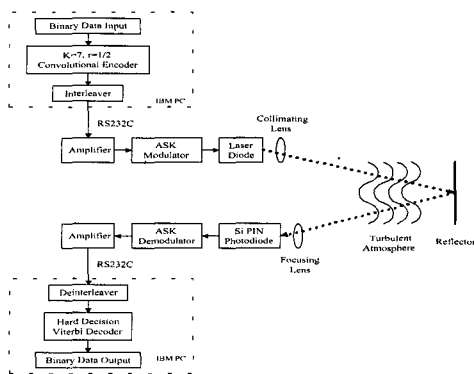 Binary Data Input
K=7, r=1/2
Convolutional Encoder
Interleaver
IBM PC
RS232C
Amplifier
ASK
Modulator
Laser
Diode
Collimating
Lens
Turbulent
Atmosphere
Reflector
Amplifier
ASK
Demodulator
Si PIN
Photodiode
Focusing
Lens
RS232C
Deinterleaver
Hard Decision
Viterbi Decoder
Binary Data Output
IBM PC